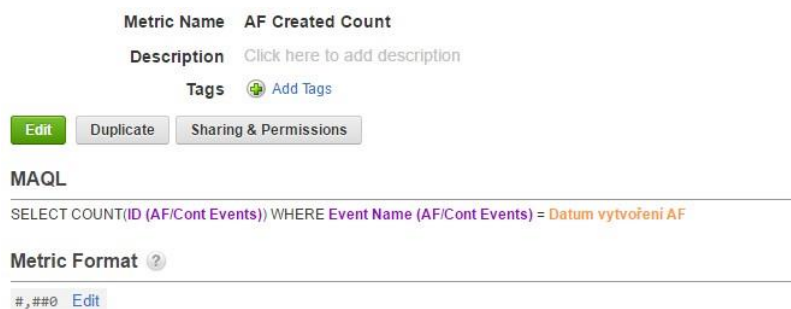 Metric Name AF Created Count
Description Click here to add description
Tags Add Tags
Edit Duplicate Sharing & Permissions
MAQL
SELECT COUNT(ID (AF/Cont Events)) WHERE Event Name (AF/Cont Events) = Datum vytvoření AF
Metric Format ?
#,##0 Edit